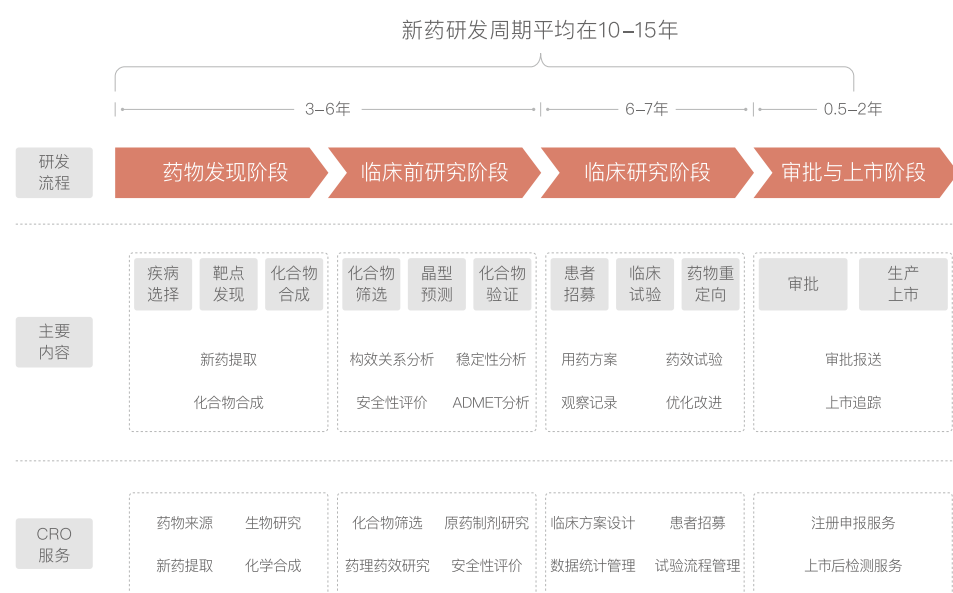 新药研发周期平均在10–15年
3–6年
6–7年
0.5–2年
研发
流程
药物发现阶段
临床前研究阶段
临床研究阶段
审批与上市阶段
主要
内容
疾病
选择
靶点
发现
化合物
合成
新药提取
化合物合成
化合物
筛选
晶型
预测
化合物
验证
构效关系分析
稳定性分析
安全性评价
ADMET分析
患者
招募
临床
试验
药物重
定向
用药方案
药效试验
观察记录
优化改进
审批
生产
上市
审批报送
上市追踪
CRO
服务
药物来源
生物研究
新药提取
化学合成
化合物筛选
原药制剂研究
药理药效研究
安全性评价
临床方案设计
患者招募
数据统计管理
试验流程管理
注册申报服务
上市后检测服务